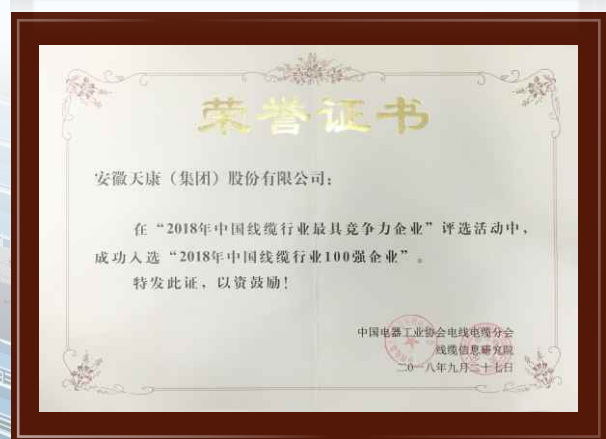 荣誉证书
安徽天康（集团）股份有限公司：
在“2018年中国线缆行业最具竞争力企业”评选活动中，
成功入选“2018年中国线缆行业100强企业”。
特发此证，以资鼓励！
中国电器工业协会电线电缆分会
线缆信息研究院
二〇一八年九月二十七日